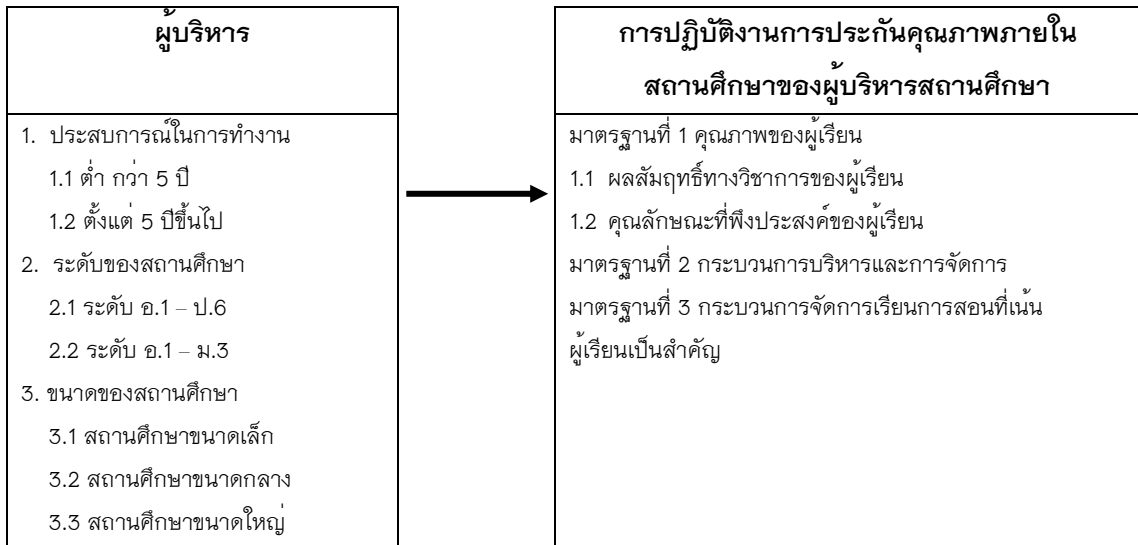 ผู้บริหาร
1. ประสบการณ์ในการทำงาน
1.1 ต่ำ กว่า 5 ปี
1.2 ตั้งแต่ 5 ปีขึ้นไป
2. ระดับของสถานศึกษา
2.1 ระดับ อ.1 – ป.6
2.2 ระดับ อ.1 – ม.3
3. ขนาดของสถานศึกษา
3.1 สถานศึกษาขนาดเล็ก
3.2 สถานศึกษาขนาดกลาง
3.3 สถานศึกษาขนาดใหญ่
การปฏิบัติงานการประกันคุณภาพภายใน
สถานศึกษาของผู้บริหารสถานศึกษา
มาตรฐานที่ 1 คุณภาพของผู้เรียน
1.1 ผลสัมฤทธิ์ทางวิชาการของผู้เรียน
1.2 คุณลักษณะที่พึงประสงค์ของผู้เรียน
มาตรฐานที่ 2 กระบวนการบริหารและการจัดการ
มาตรฐานที่ 3 กระบวนการจัดการเรียนการสอนที่เน้น
ผู้เรียนเป็นสำคัญ